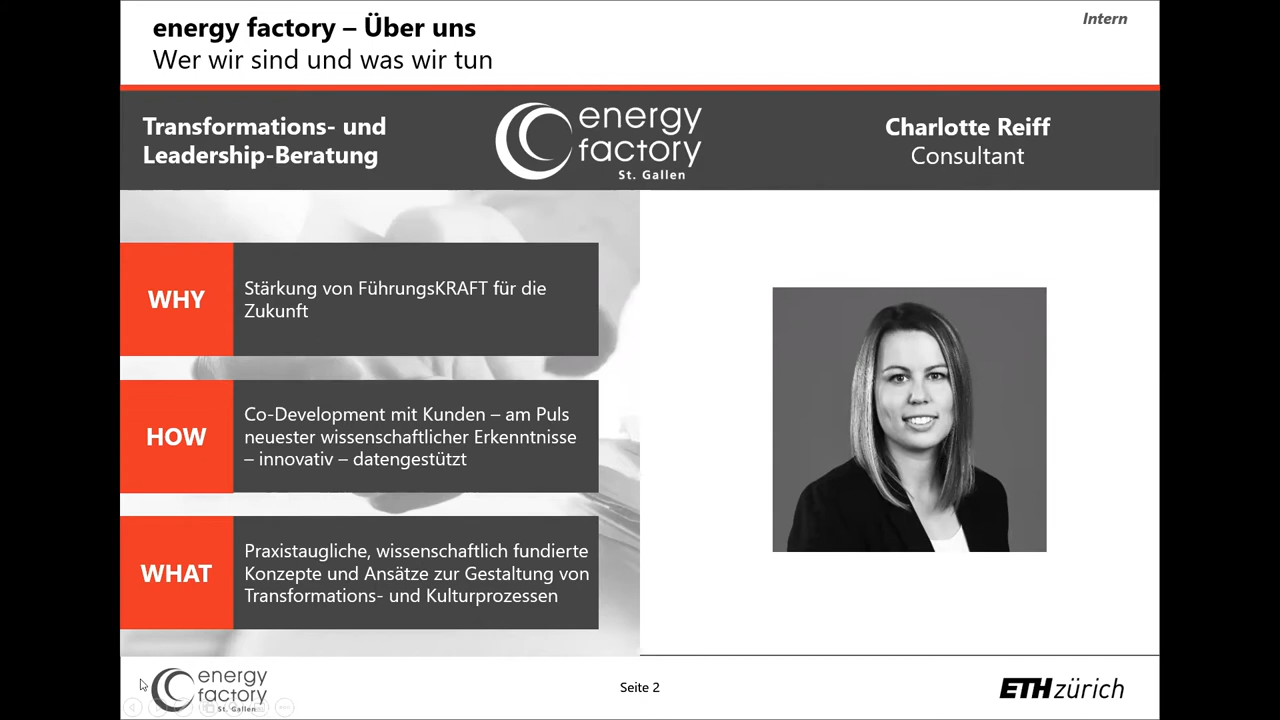 energy factory – Über uns
Wer wir sind und was wir tun
Intern
Transformations- und
Leadership-Beratung
energy
factory
St. Gallen
Charlotte Reiff
Consultant
WHY
Stärkung von FührungsKRAFT für die
Zukunft
HOW
Co-Development mit Kunden – am Puls
neuester wissenschaftlicher Erkenntnisse
– innovativ – datengestützt
WHAT
Praxistaugliche, wissenschaftlich fundierte
Konzepte und Ansätze zur Gestaltung von
Transformations- und Kulturprozessen
energy
factory
St. Gallen
Seite 2
ETH zürich